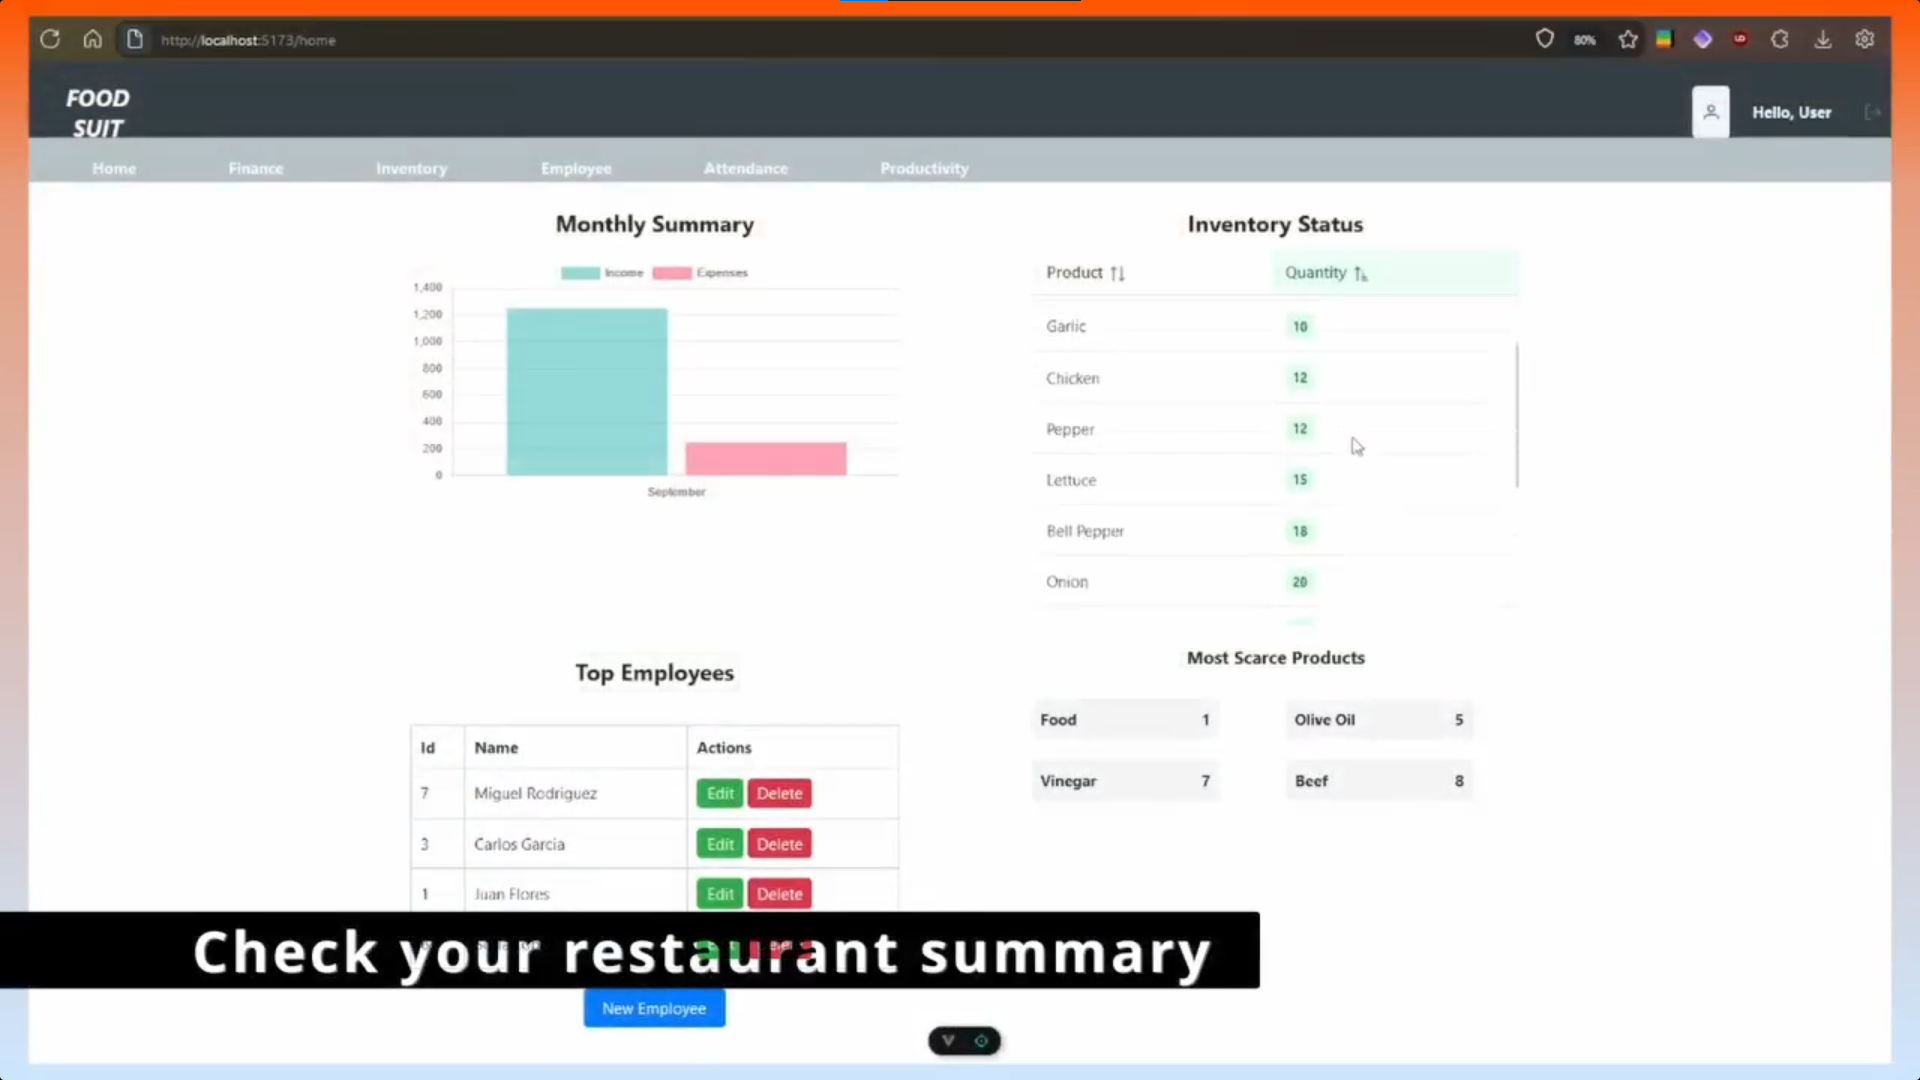 http://localhost:5173/home
80%
FOOD
SUIT
Hello, User
Home Finance Inventory Employee Attendance Productivity
Monthly Summary
Income Expenses
1,400
1,200
1,000
800
600
400
200
0
September
Inventory Status
Product Quantity
Garlic 10
Chicken 12
Pepper 12
Lettuce 15
Bell Pepper 18
Onion 20
Most Scarce Products
Food 1 Olive Oil 5
Vinegar 7 Beef 8
Top Employees
Id Name Actions
7 Miguel Rodriguez Edit Delete
3 Carlos Garcia Edit Delete
1 Juan Flores Edit Delete
Check your restaurant summary
New Employee